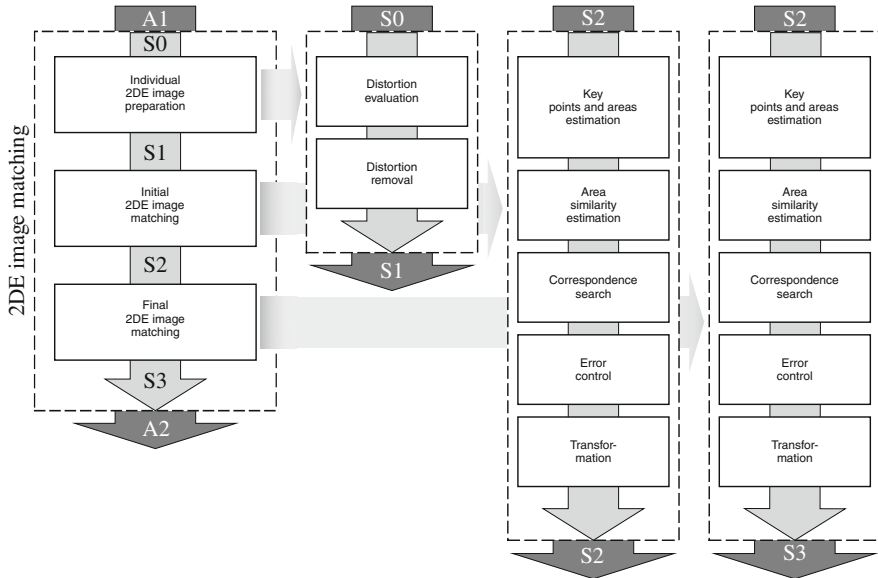 2DE image matching
A1
S0
Individual
2DE image
preparation
S1
Initial
2DE image
matching
S2
Final
2DE image
matching
S3
A2
S0
Distortion
evaluation
Distortion
removal
S1
S2
Key
points and areas
estimation
Area
similarity
estimation
Correspondence
search
Error
control
Transfor-
mation
S2
S2
Key
points and areas
estimation
Area
similarity
estimation
Correspondence
search
Error
control
Transfor-
mation
S3